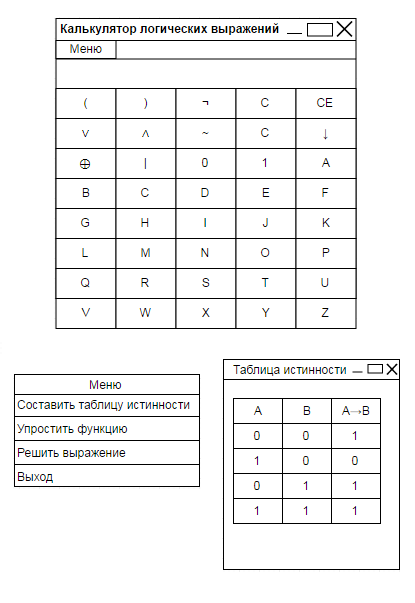 Калькулятор логических выражений
Меню
( ) ¬ C CE
∨ ∧ ~ C ↓
⊕ | 0 1 A
B C D E F
G H I J K
L M N O P
Q R S T U
V W X Y Z
Меню
Составить таблицу истинности
Упростить функцию
Решить выражение
Выход
Таблица истинности
A B A→B
0 0 1
1 0 0
0 1 1
1 1 1